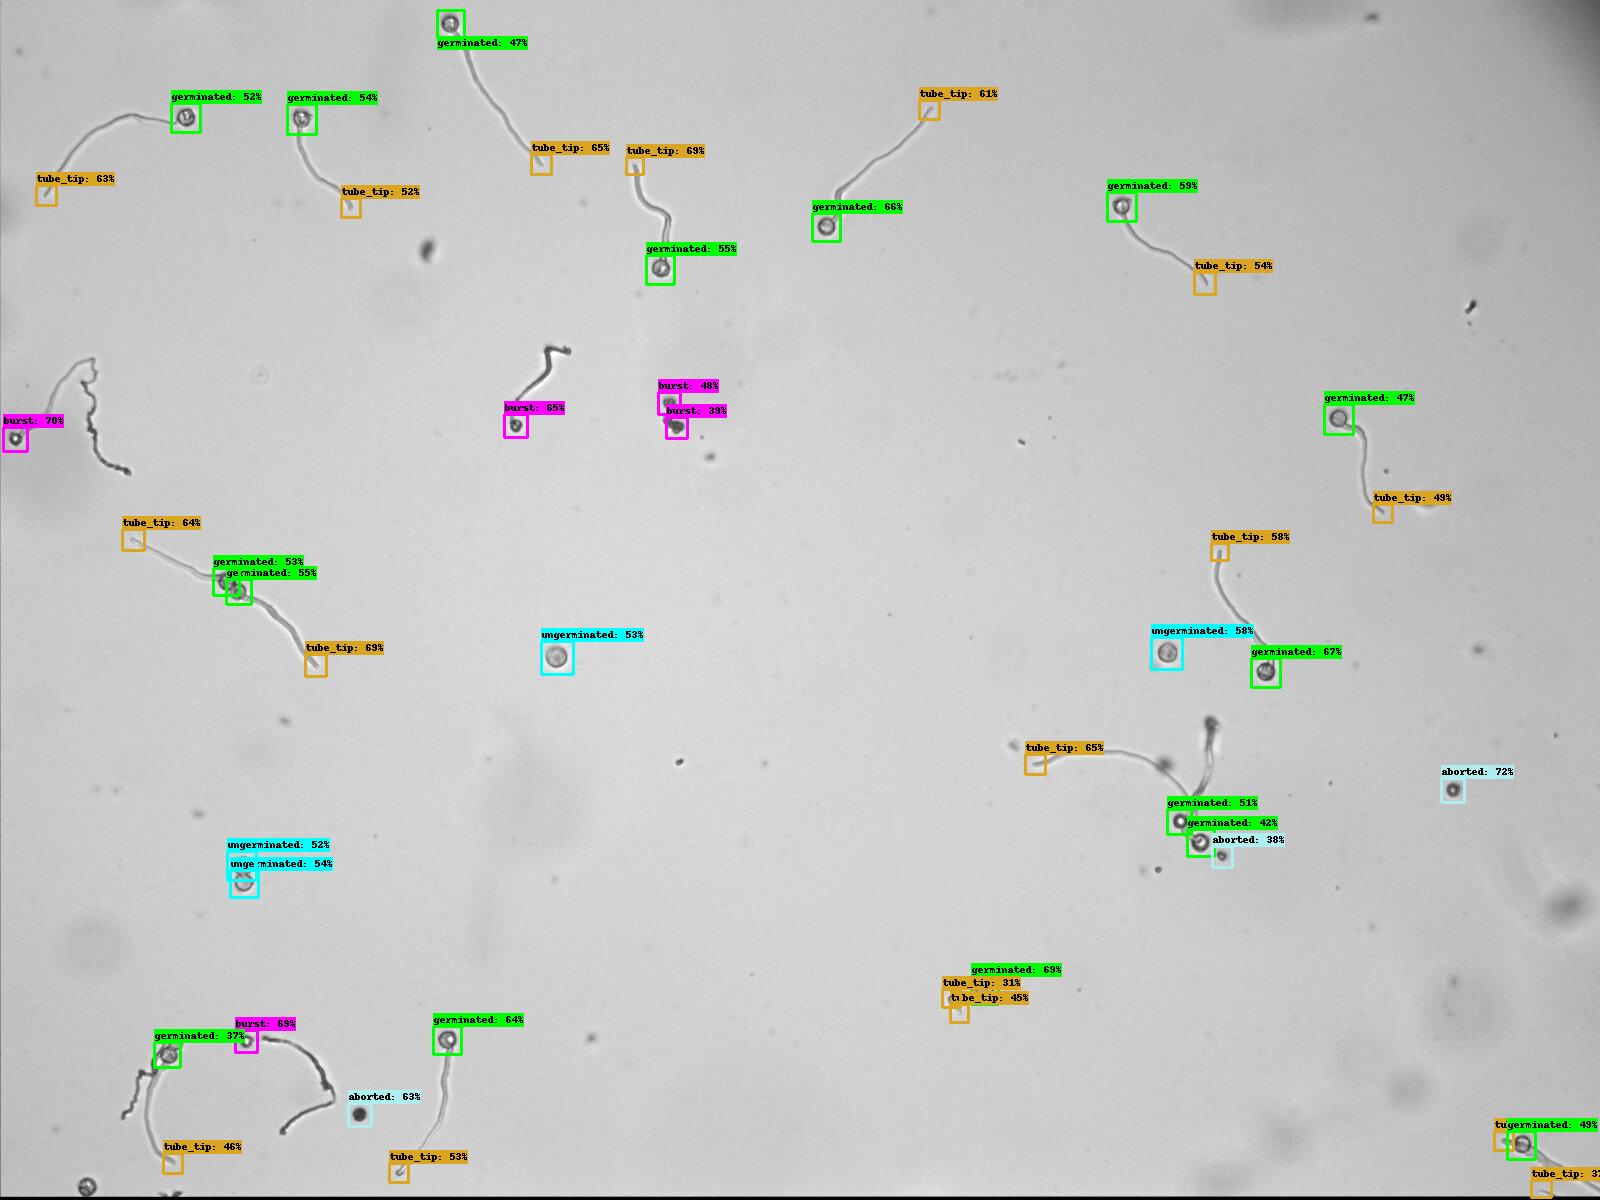 germinated: 47%
germinated: 52%
germinated: 54%
tube_tip: 61%
tube_tip: 65%
tube_tip: 69%
tube_tip: 63%
germinated: 59%
tube_tip: 52%
germinated: 66%
germinated: 55%
tube_tip: 54%
burst: 48%
germinated: 47%
burst: 65%
burst: 39%
burst: 70%
tube_tip: 49%
tube_tip: 64%
tube_tip: 58%
germinated: 53%
germinated: 55%
ungerminated: 53%
ungerminated: 58%
tube_tip: 69%
germinated: 67%
tube_tip: 65%
aborted: 72%
germinated: 51%
germinated: 42%
aborted: 38%
ungerminated: 52%
ungerminated: 54%
germinated: 69%
tube_tip: 31%
tube_tip: 45%
germinated: 64%
burst: 69%
germinated: 37%
aborted: 63%
germinated: 49%
tube_tip: 46%
tube_tip: 53%
tube_tip: